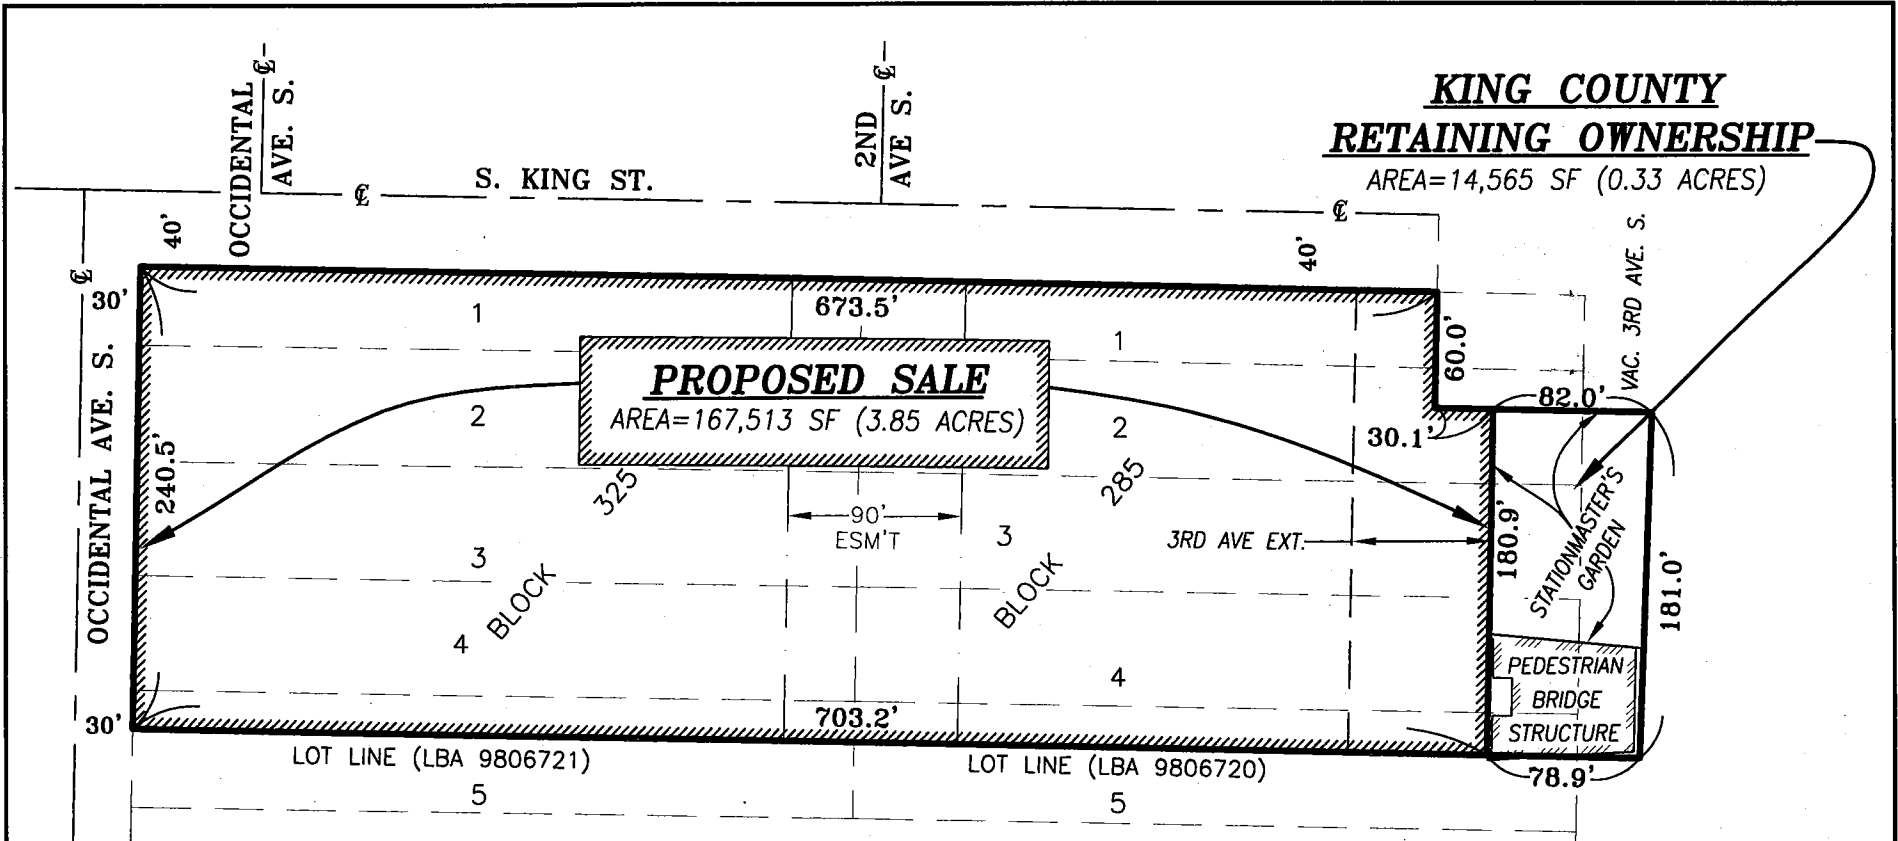 KING COUNTY
RETAINING OWNERSHIP
AREA=14,565 SF (0.33 ACRES)
OCCIDENTAL
AVE. S.
℄
2ND
AVE S.
℄
S. KING ST.
℄
℄
VAC. 3RD AVE. S.
40'
40'
℄
30'
OCCIDENTAL AVE. S.
240.5'
30'
673.5'
1
1
60.0'
82.0'
30.1'
PROPOSED SALE
AREA=167,513 SF (3.85 ACRES)
2
2
325
285
90'
ESM'T
3
3
3RD AVE EXT.
BLOCK
BLOCK
4
4
180.9'
STATIONMASTER'S
GARDEN
181.0'
PEDESTRIAN
BRIDGE
STRUCTURE
703.2'
78.9'
LOT LINE (LBA 9806721)
LOT LINE (LBA 9806720)
5
5